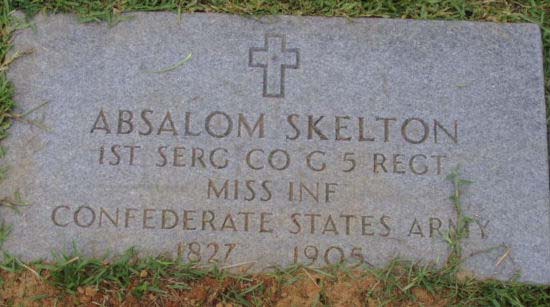 ABSALOM SKELTON
1ST SERG CO G 5 REGT
MISS INF
CONFEDERATE STATES ARMY
1827 1905